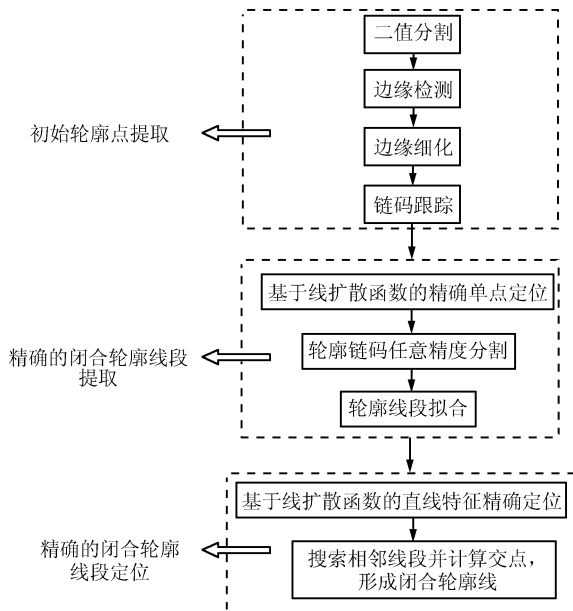 二值分割
边缘检测
初始轮廓点提取
边缘细化
链码跟踪
基于线扩散函数的精确单点定位
精确的闭合轮廓线段
提取
轮廓链码任意精度分割
轮廓线段拟合
基于线扩散函数的直线特征精确定位
精确的闭合轮廓
线段定位
搜索相邻线段并计算交点，
形成闭合轮廓线